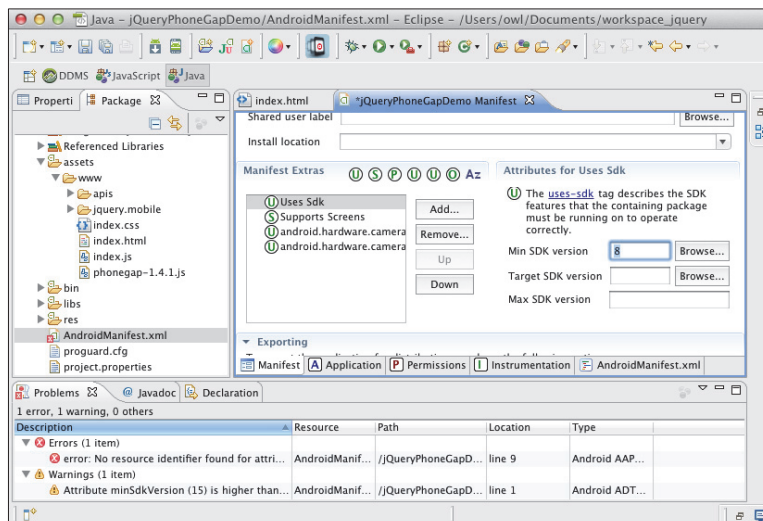 Java – jQueryPhoneGapDemo/AndroidManifest.xml – Eclipse – /Users/owl/Documents/workspace_jquery
DDMS JavaScript Java
Properti Package
Referenced Libraries
assets
www
apis
jquery.mobile
index.css
index.html
index.js
phonegap-1.4.1.js
bin
libs
res
AndroidManifest.xml
proguard.cfg
project.properties
index.html *jQueryPhoneGapDemo Manifest
Shared user label Browse...
Install location
Manifest Extras U S P U U O Az
U Uses Sdk
S Supports Screens
U android.hardware.camera
U android.hardware.camera
Add...
Remove...
Up
Down
Attributes for Uses Sdk
U The uses-sdk tag describes the SDK
features that the containing package
must be running on to operate
correctly.
Min SDK version 8 Browse...
Target SDK version Browse...
Max SDK version
Exporting
Manifest A Application P Permissions I Instrumentation AndroidManifest.xml
Problems @ Javadoc Declaration
1 error, 1 warning, 0 others
Description Resource Path Location Type
Errors (1 item)
error: No resource identifier found for attri... AndroidManif... /jQueryPhoneGapD... line 9 Android AAP...
Warnings (1 item)
Attribute minSdkVersion (15) is higher than... AndroidManif... /jQueryPhoneGapD... line 1 Android ADT...